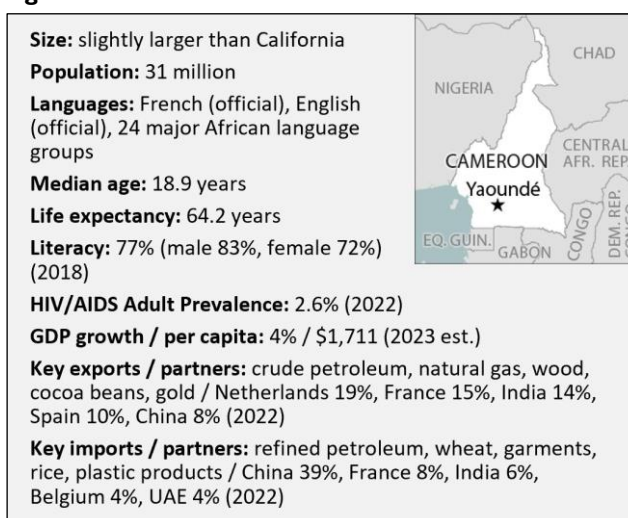 Size: slightly larger than California
Population: 31 million
Languages: French (official), English
(official), 24 major African language
groups
Median age: 18.9 years
Life expectancy: 64.2 years
Literacy: 77% (male 83%, female 72%)
(2018)
HIV/AIDS Adult Prevalence: 2.6% (2022)
GDP growth / per capita: 4% / $1,711 (2023 est.)
Key exports / partners: crude petroleum, natural gas, wood,
cocoa beans, gold / Netherlands 19%, France 15%, India 14%,
Spain 10%, China 8% (2022)
Key imports / partners: refined petroleum, wheat, garments,
rice, plastic products / China 39%, France 8%, India 6%,
Belgium 4%, UAE 4% (2022)
CHAD
NIGERIA
CENTRAL
AFR. REP.
CAMEROON
Yaoundé
EQ. GUIN.
GABON
CONGO
DEM. REP.